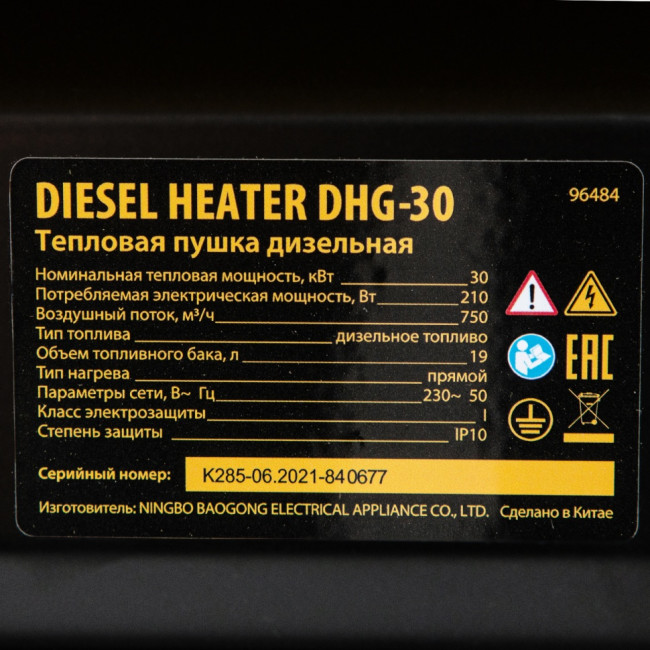 DIESEL HEATER DHG-30 96484
Тепловая пушка дизельная
Номинальная тепловая мощность, кВт 30
Потребляемая электрическая мощность, Вт 210
Воздушный поток, м³/ч 750
Тип топлива дизельное топливо
Объем топливного бака, л 19
Тип нагрева прямой
Параметры сети, В~ Гц 230~ 50
Класс электрозащиты I
Степень защиты IP10
EAC
Серийный номер: K285-06.2021-840677
Изготовитель: NINGBO BAOGONG ELECTRICAL APPLIANCE CO., LTD. Сделано в Китае